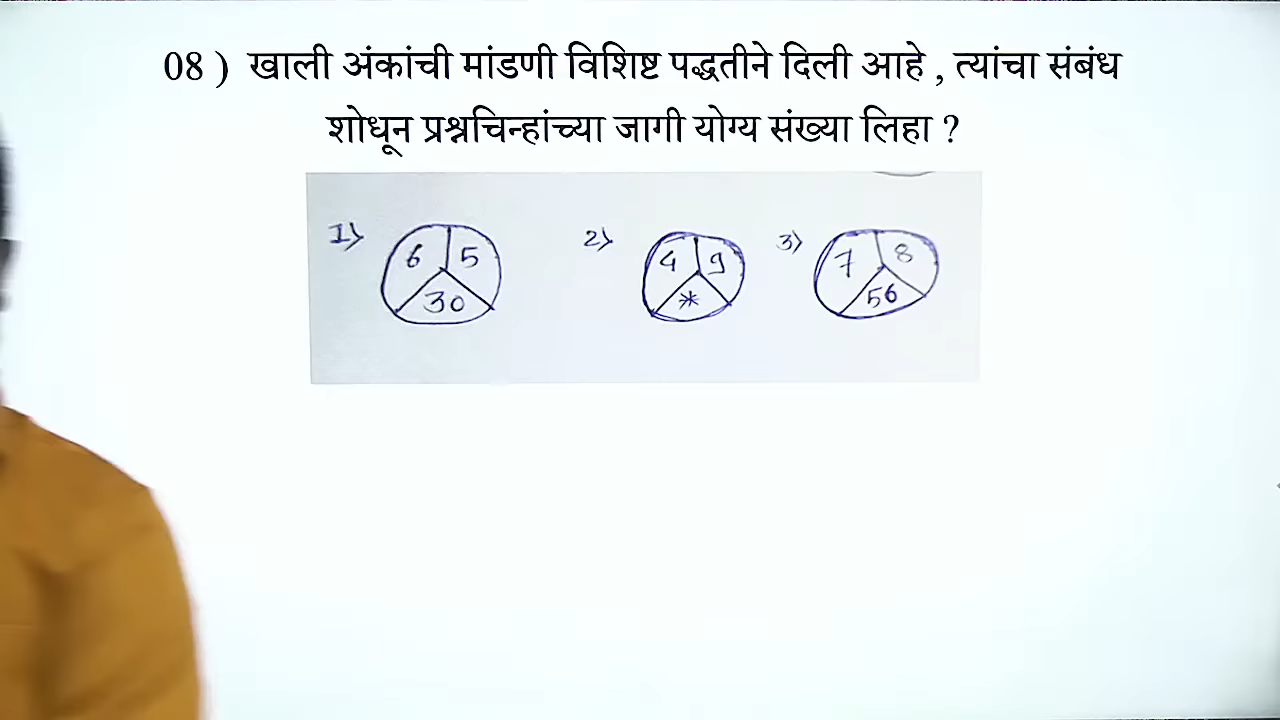 08 ) खाली अंकांची मांडणी विशिष्ट पद्धतीने दिली आहे , त्यांचा संबंध
शोधून प्रश्नचिन्हांच्या जागी योग्य संख्या लिहा ?
1) 6 5 2) 4 9 3) 7 8
30 * 56